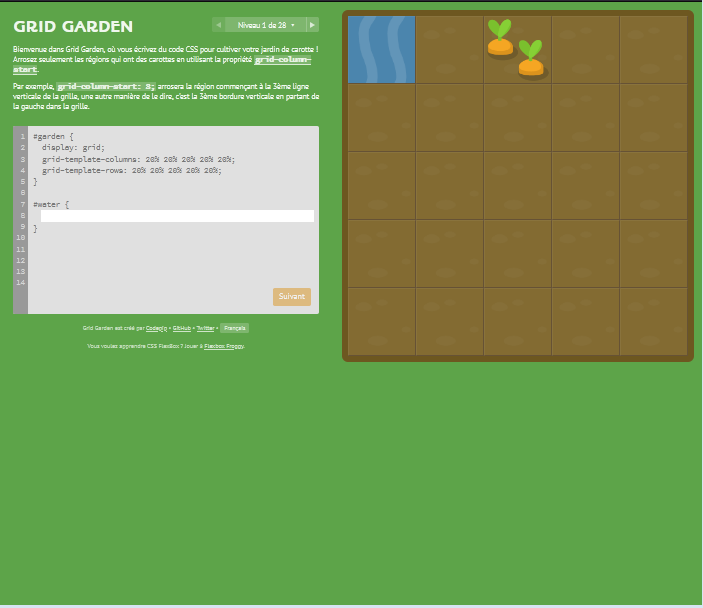 GRID GARDEN
Niveau 1 de 28
Bienvenue dans Grid Garden, où vous écrivez du code CSS pour cultiver votre jardin de carotte !
Arrosez seulement les régions qui ont des carottes en utilisant la propriété grid-column-
start.
Par exemple, grid-column-start: 3; arrosera la région commençant à la 3ème ligne
verticale de la grille, une autre manière de le dire, c'est la 3ème bordure verticale en partant de
la gauche dans la grille.
1 #garden {
2 display: grid;
3 grid-template-columns: 20% 20% 20% 20% 20%;
4 grid-template-rows: 20% 20% 20% 20% 20%;
5 }
6
7 #water {
8
9 }
10
11
12
13
14
Suivant
Grid Garden est créé par Codepip • GitHub • Twitter • Français
Vous voulez apprendre CSS FlexBox ? Jouer à Flexbox Froggy.